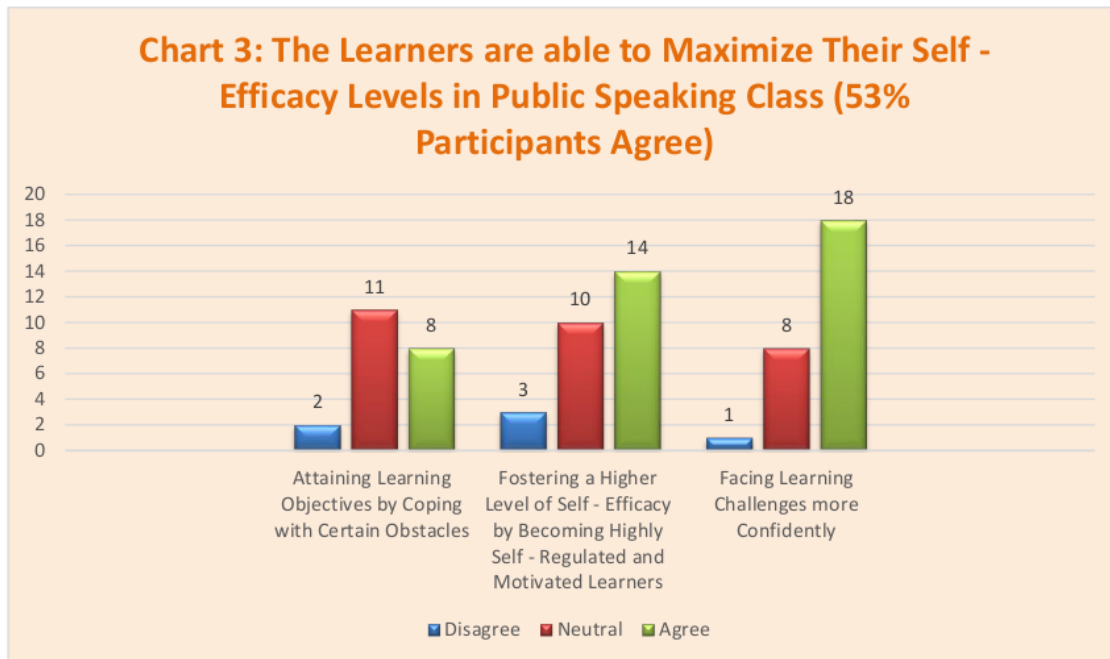 Chart 3: The Learners are able to Maximize Their Self -
Efficacy Levels in Public Speaking Class (53%
Participants Agree)
20
18
16
14
12
10
8
6
4
2
0
2
11
8
3
10
14
1
8
18
Attaining Learning
Objectives by Coping
with Certain Obstacles
Fostering a Higher
Level of Self - Efficacy
by Becoming Highly
Self - Regulated and
Motivated Learners
Facing Learning
Challenges more
Confidently
Disagree Neutral Agree